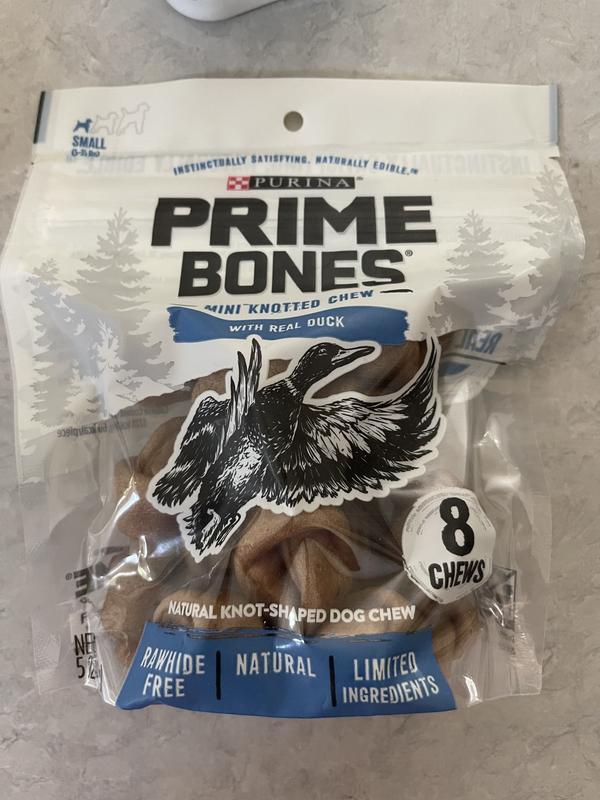 SMALL
INSTINCTUALLY SATISFYING. NATURALLY EDIBLE.™
PURINA®
PRIME
BONES®
MINI KNOTTED CHEW
WITH REAL DUCK
8
CHEWS
NATURAL KNOT-SHAPED DOG CHEW
RAWHIDE
FREE
NATURAL
LIMITED
INGREDIENTS